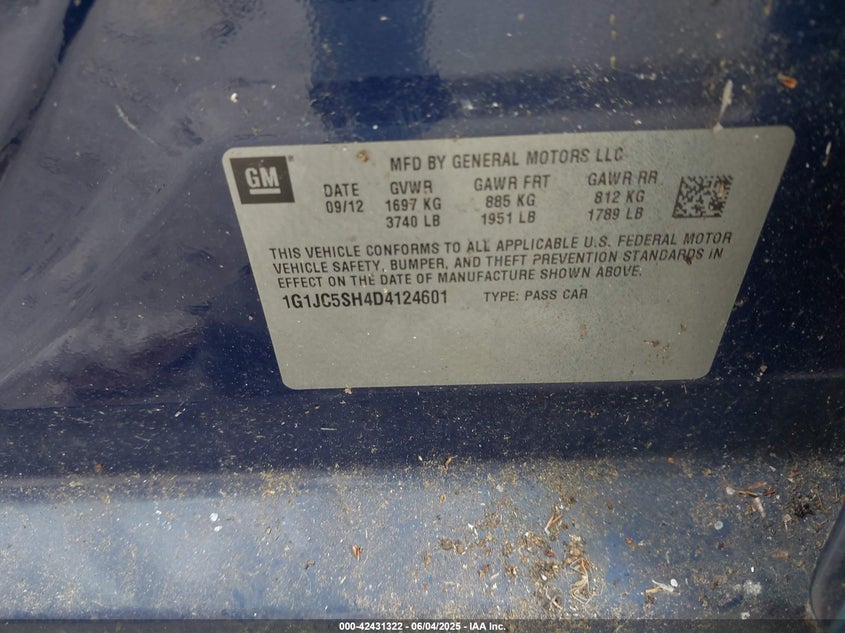 GM
MFD BY GENERAL MOTORS LLC
DATE GVWR GAWR FRT GAWR RR
09/12 1697 KG 885 KG 812 KG
3740 LB 1951 LB 1789 LB
THIS VEHICLE CONFORMS TO ALL APPLICABLE U.S. FEDERAL MOTOR
VEHICLE SAFETY, BUMPER, AND THEFT PREVENTION STANDARDS IN
EFFECT ON THE DATE OF MANUFACTURE SHOWN ABOVE.
1G1JC5SH4D4124601 TYPE: PASS CAR
000-42431322 | 06/04/2025 - IAA Inc.